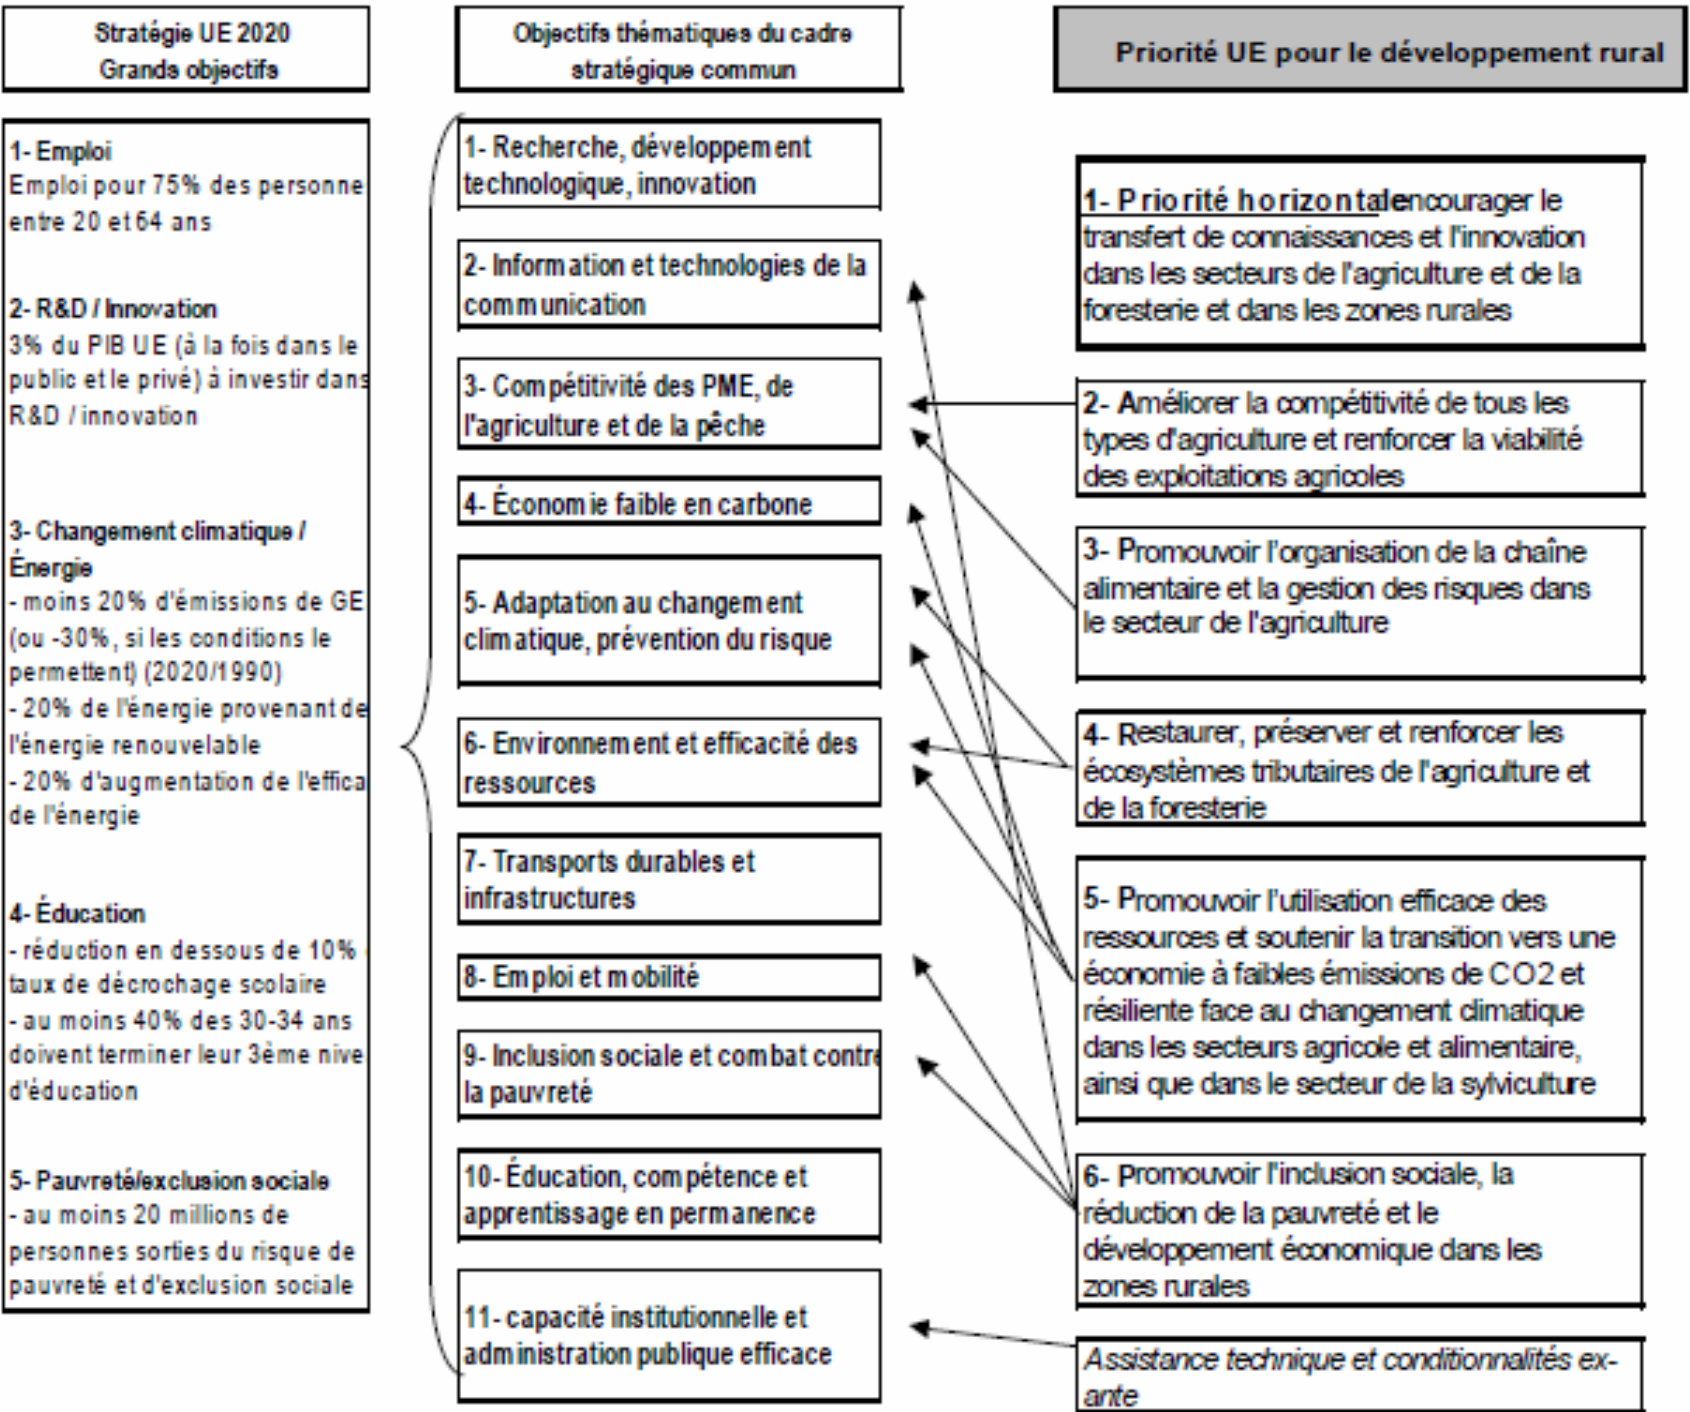 Stratégie UE 2020
Grands objectifs
1- Emploi
Emploi pour 75% des personne
entre 20 et 64 ans
2- R&D / Innovation
3% du PIB UE (à la fois dans le
public et le privé) à investir dans
R&D / innovation
3- Changement climatique /
Énergie
- moins 20% d'émissions de GE
(ou -30%, si les conditions le
permettent) (2020/1990)
- 20% de l'énergie provenant de
l'énergie renouvelable
- 20% d'augmentation de l'effica
de l'énergie
4- Éducation
- réduction en dessous de 10%
taux de décrochage scolaire
- au moins 40% des 30-34 ans
doivent terminer leur 3ème nive
d'éducation
5- Pauvreté/exclusion sociale
- au moins 20 millions de
personnes sorties du risque de
pauvreté et d'exclusion sociale
Objectifs thématiques du cadre
stratégique commun
1- Recherche, développement
technologique, innovation
2- Information et technologies de la
communication
3- Compétitivité des PME, de
l'agriculture et de la pêche
4- Économie faible en carbone
5- Adaptation au changement
climatique, prévention du risque
6- Environnement et efficacité des
ressources
7- Transports durables et
infrastructures
8- Emploi et mobilité
9- Inclusion sociale et combat contre
la pauvreté
10- Éducation, compétence et
apprentissage en permanence
11- capacité institutionnelle et
administration publique efficace
Priorité UE pour le développement rural
1- Priorité horizontale encourager le
transfert de connaissances et l'innovation
dans les secteurs de l'agriculture et de la
foresterie et dans les zones rurales
2- Améliorer la compétitivité de tous les
types d'agriculture et renforcer la viabilité
des exploitations agricoles
3- Promouvoir l'organisation de la chaîne
alimentaire et la gestion des risques dans
le secteur de l'agriculture
4- Restaurer, préserver et renforcer les
écosystèmes tributaires de l'agriculture et
de la foresterie
5- Promouvoir l'utilisation efficace des
ressources et soutenir la transition vers une
économie à faibles émissions de CO2 et
résiliente face au changement climatique
dans les secteurs agricole et alimentaire,
ainsi que dans le secteur de la sylviculture
6- Promouvoir l'inclusion sociale, la
réduction de la pauvreté et le
développement économique dans les
zones rurales
Assistance technique et conditionnalités ex-
ante